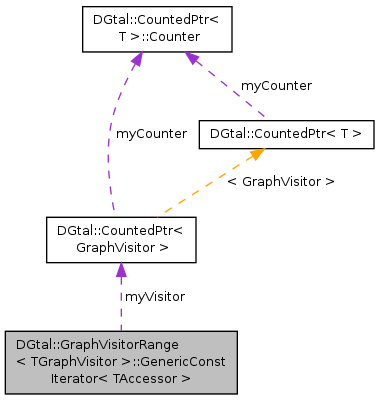 DGtal::CountedPtr<
T >::Counter
myCounter
DGtal::CountedPtr< T >
myCounter
< GraphVisitor >
DGtal::CountedPtr<
GraphVisitor >
myVisitor
DGtal::GraphVisitorRange
< TGraphVisitor >::GenericConst
Iterator< TAccessor >